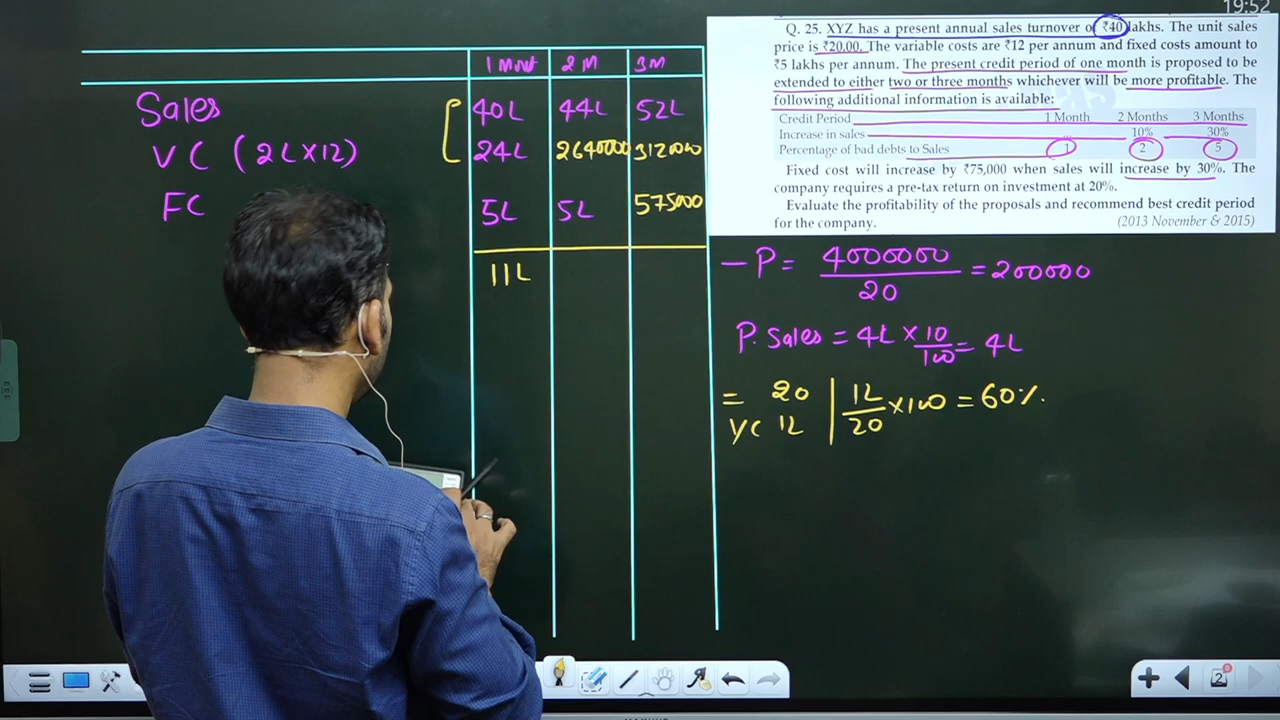 19:52
Q. 25. XYZ has a present annual sales turnover of ₹40 lakhs. The unit sales
price is ₹20.00. The variable costs are ₹12 per annum and fixed costs amount to
₹5 lakhs per annum. The present credit period of one month is proposed to be
extended to either two or three months whichever will be more profitable. The
following additional information is available:
Credit Period 1 Month 2 Months 3 Months
Increase in sales ... 10% 30%
Percentage of bad debts to Sales 1 2 5
Fixed cost will increase by ₹75,000 when sales will increase by 30%. The
company requires a pre-tax return on investment at 20%.
Evaluate the profitability of the proposals and recommend best credit period
for the company. (2013 November & 2015)
2M 3M
Sales 40L 44L 52L
VC (2L×12) 24L 2640000 3120000
FC 5L 5L 575000
11L
— P = 4000000
20
= 200000
P. Sales = 4L × 10
100
= 4L
= 20
VC 12
12
20
×100 = 60%.
2